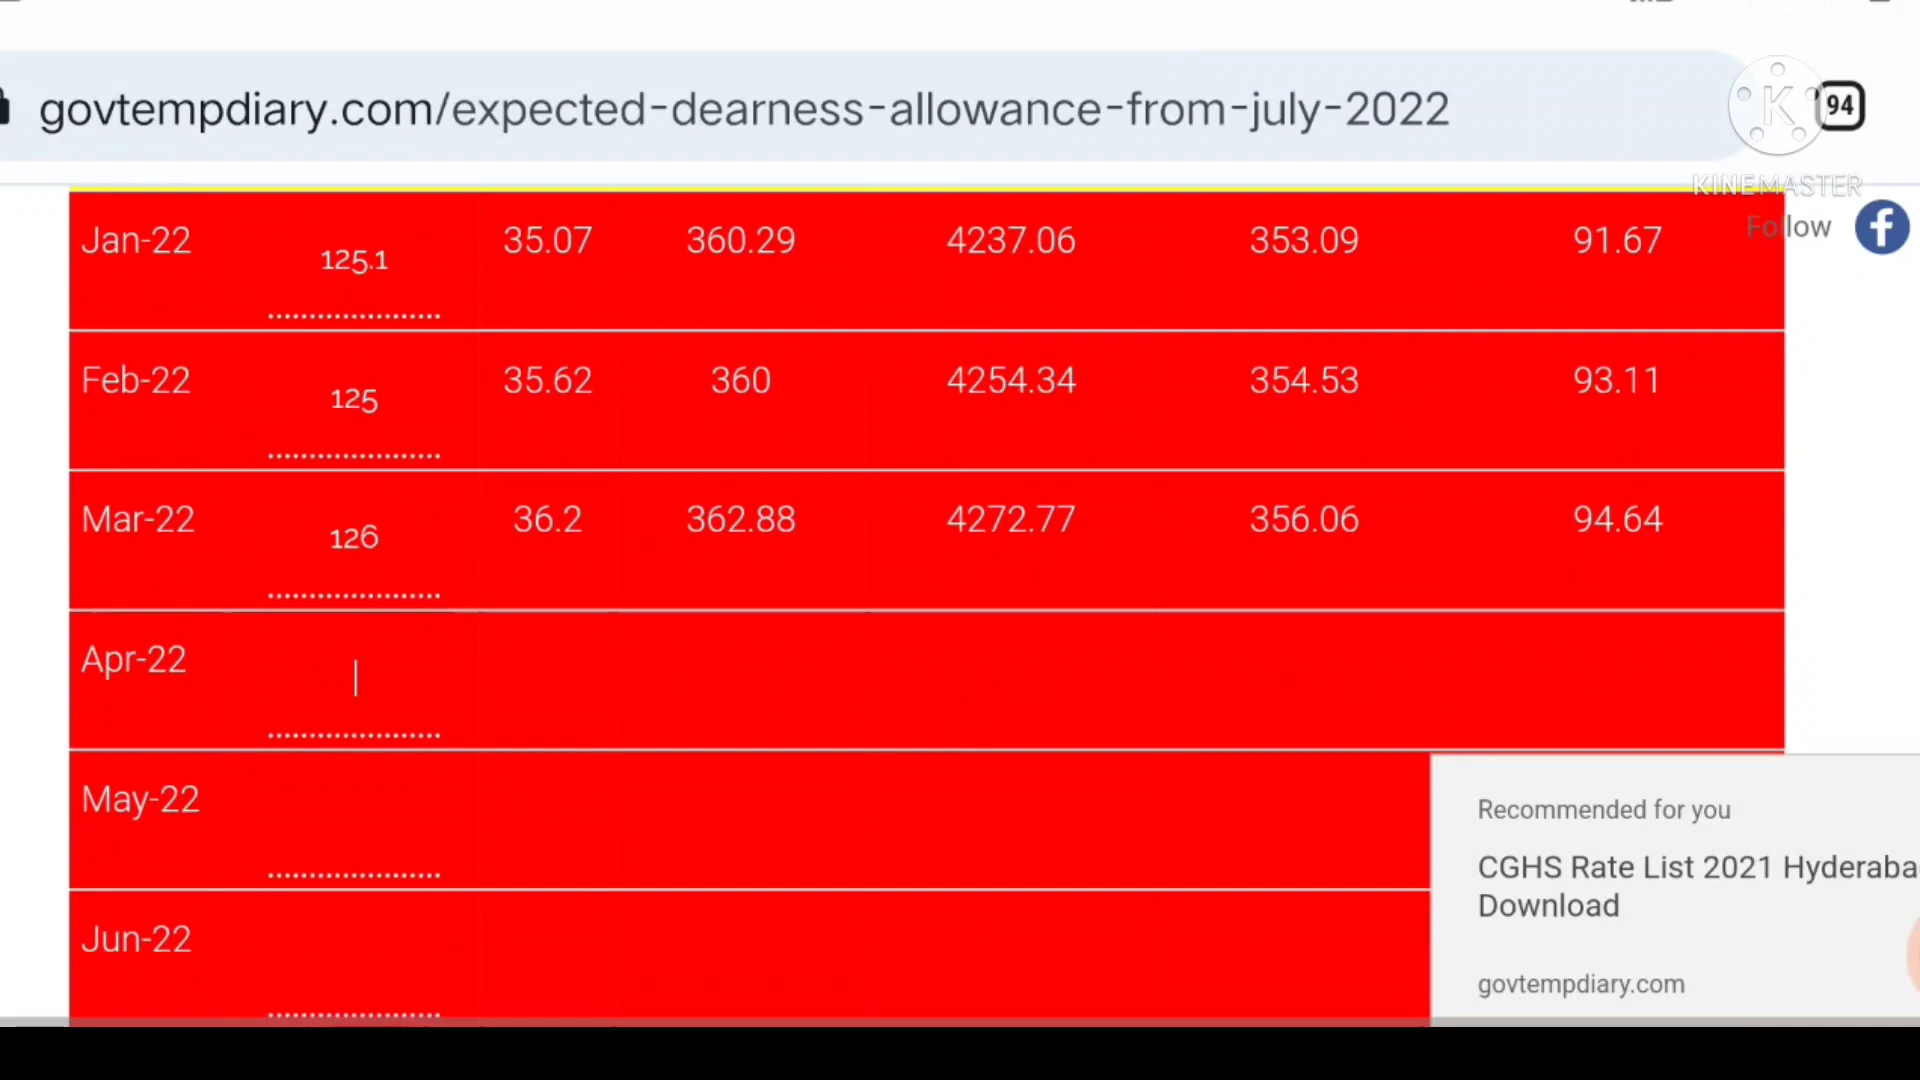 govtempdiary.com/expected-dearness-allowance-from-july-2022
94
KINEMASTER
Follow
Jan-22 125.1 35.07 360.29 4237.06 353.09 91.67
Feb-22 125 35.62 360 4254.34 354.53 93.11
Mar-22 126 36.2 362.88 4272.77 356.06 94.64
Apr-22
May-22
Jun-22
Recommended for you
CGHS Rate List 2021 Hyderaba
Download
govtempdiary.com